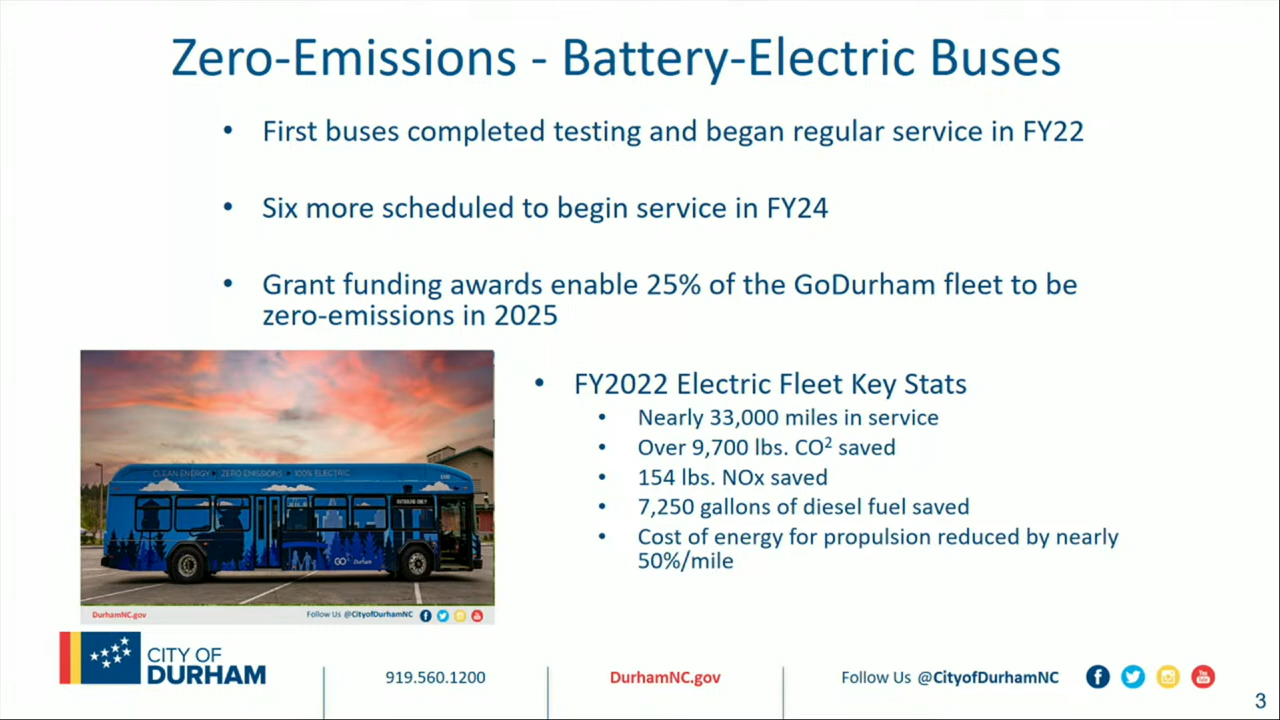 Zero-Emissions - Battery-Electric Buses
• First buses completed testing and began regular service in FY22
• Six more scheduled to begin service in FY24
• Grant funding awards enable 25% of the GoDurham fleet to be
zero-emissions in 2025
• FY2022 Electric Fleet Key Stats
• Nearly 33,000 miles in service
• Over 9,700 lbs. CO² saved
• 154 lbs. NOx saved
• 7,250 gallons of diesel fuel saved
• Cost of energy for propulsion reduced by nearly
50%/mile
CLEAN ENERGY ZERO EMISSIONS 100% ELECTRIC
GO Durham
DurhamNC.gov
Follow Us @CityofDurhamNC
CITY OF
DURHAM
919.560.1200
DurhamNC.gov
Follow Us @CityofDurhamNC
3